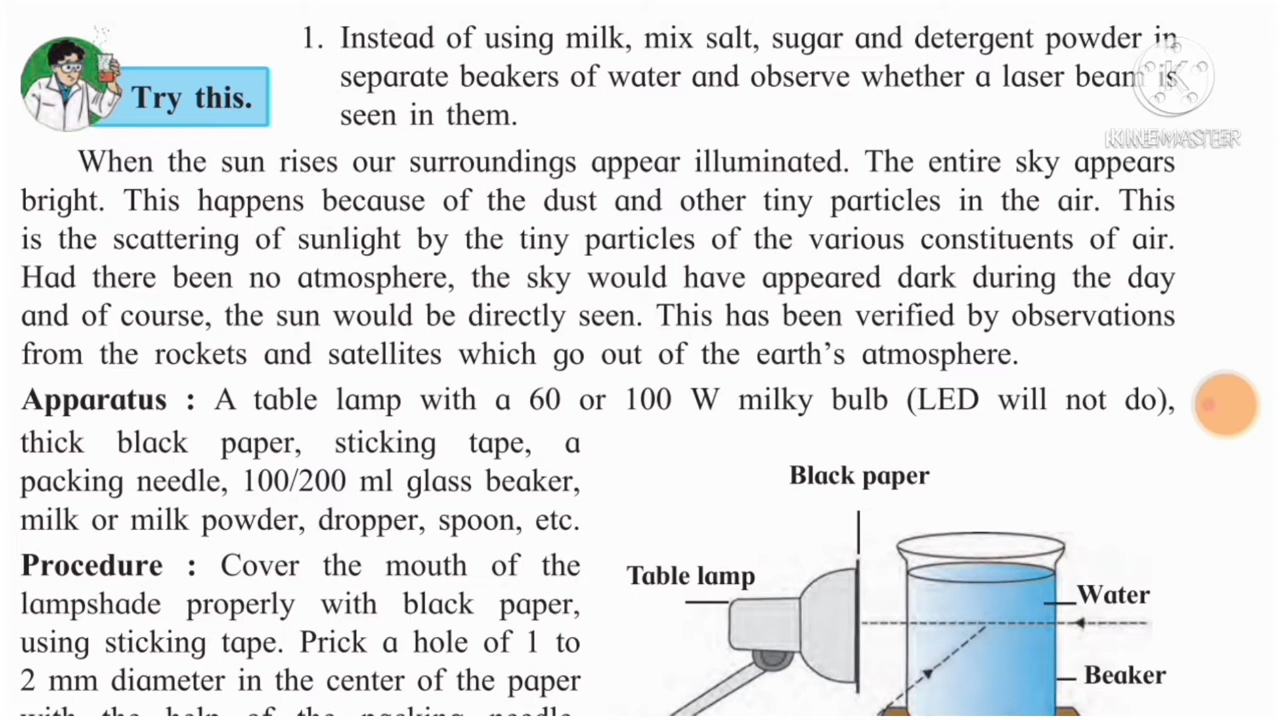 1. Instead of using milk, mix salt, sugar and detergent powder in
separate beakers of water and observe whether a laser beam is
seen in them.
Try this.
KINEMASTER
When the sun rises our surroundings appear illuminated. The entire sky appears
bright. This happens because of the dust and other tiny particles in the air. This
is the scattering of sunlight by the tiny particles of the various constituents of air.
Had there been no atmosphere, the sky would have appeared dark during the day
and of course, the sun would be directly seen. This has been verified by observations
from the rockets and satellites which go out of the earth's atmosphere.
Apparatus : A table lamp with a 60 or 100 W milky bulb (LED will not do),
thick black paper, sticking tape, a
packing needle, 100/200 ml glass beaker,
milk or milk powder, dropper, spoon, etc.
Procedure : Cover the mouth of the
lampshade properly with black paper,
using sticking tape. Prick a hole of 1 to
2 mm diameter in the center of the paper
with the help of the packing needle.
Black paper
Table lamp
Water
Beaker